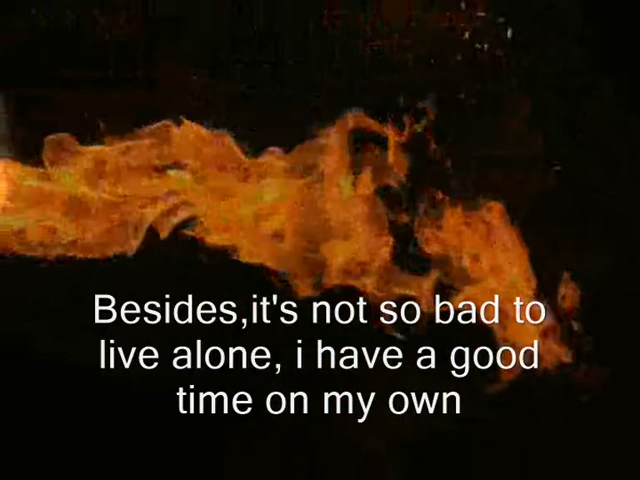 Besides,it's not so bad to
live alone, i have a good
time on my own